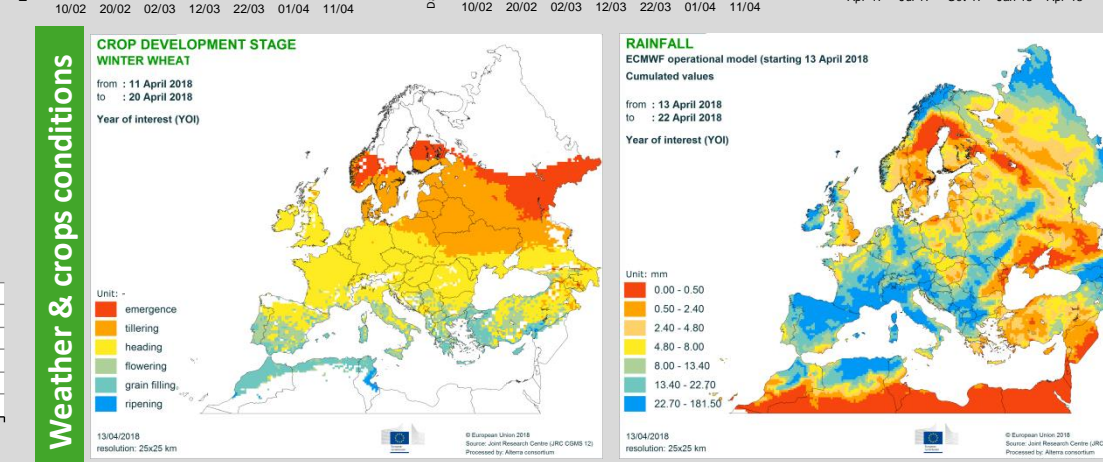 10/02 20/02 02/03 12/03 22/03 01/04 11/04
10/02 20/02 02/03 12/03 22/03 01/04 11/04
Weather & crops conditions
CROP DEVELOPMENT STAGE
WINTER WHEAT
from : 11 April 2018
to : 20 April 2018
Year of interest (YOI)
Unit: -
emergence
tillering
heading
flowering
grain filling
ripening
13/04/2018
resolution: 25x25 km
© European Union 2018
Source: Joint Research Centre (JRC CGMS 12)
Processed by: Alterra consortium
RAINFALL
ECMWF operational model (starting 13 April 2018
Cumulated values
from : 13 April 2018
to : 22 April 2018
Year of interest (YOI)
Unit: mm
0.00 - 0.50
0.50 - 2.40
2.40 - 4.80
4.80 - 8.00
8.00 - 13.40
13.40 - 22.70
22.70 - 181.50
13/04/2018
resolution: 25x25 km
© European Union 2018
Source: Joint Research Centre (JRC
Processed by: Alterra consortium